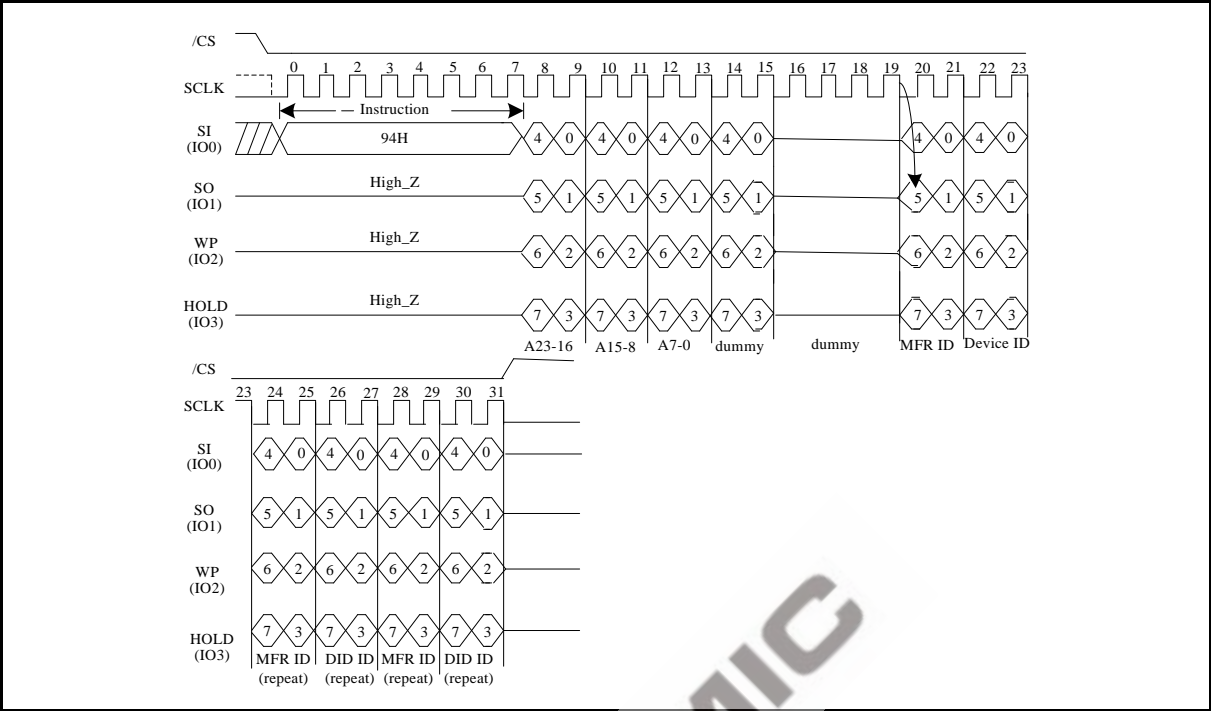 /CS
0 1 2 3 4 5 6 7 8 9 10 11 12 13 14 15 16 17 18 19 20 21 22 23
SCLK
Instruction
SI
(IO0)
94H
4 0 4 0 4 0 4 0 4 0 4 0
SO
(IO1)
High_Z
5 1 5 1 5 1 5 1 5 1 5 1
WP
(IO2)
High_Z
6 2 6 2 6 2 6 2 6 2 6 2
HOLD
(IO3)
High_Z
7 3 7 3 7 3 7 3 7 3 7 3
A23-16 A15-8 A7-0 dummy dummy MFR ID Device ID
/CS
23 24 25 26 27 28 29 30 31
SCLK
SI
(IO0)
4 0 4 0 4 0 4 0
SO
(IO1)
5 1 5 1 5 1 5 1
WP
(IO2)
6 2 6 2 6 2 6 2
HOLD
(IO3)
7 3 7 3 7 3 7 3
MFR ID DID ID MFR ID DID ID
(repeat) (repeat) (repeat) (repeat)